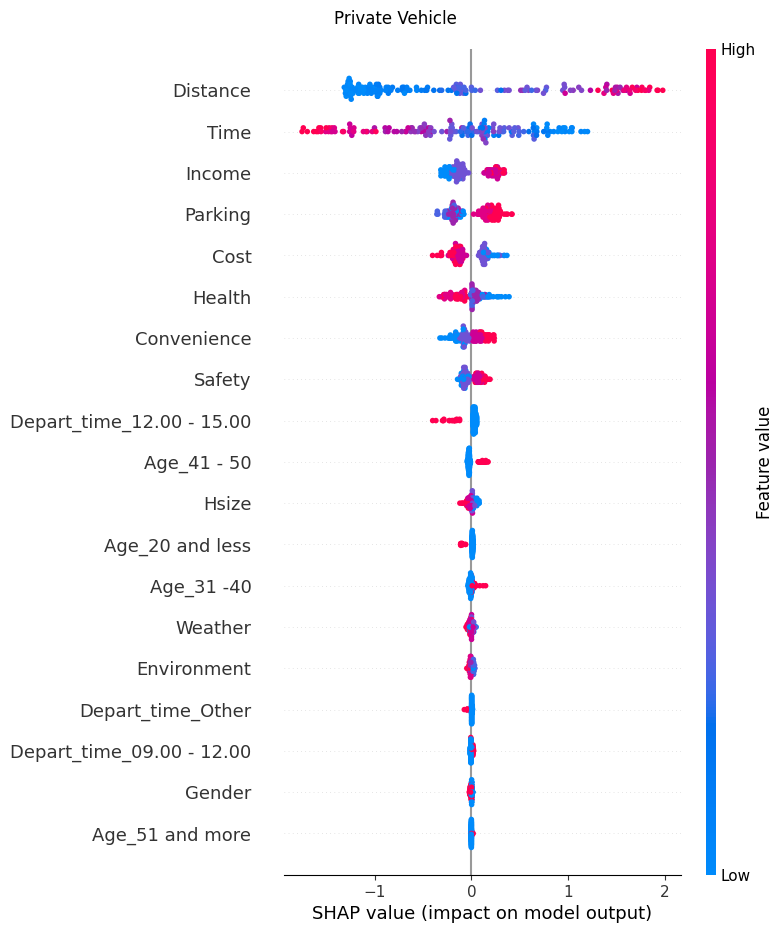 Private Vehicle
High
Distance
Time
Income
Parking
Cost
Health
Convenience
Safety
Depart_time_12.00 - 15.00
Age_41 - 50
Hsize
Age_20 and less
Age_31 -40
Weather
Environment
Depart_time_Other
Depart_time_09.00 - 12.00
Gender
Age_51 and more
Feature value
Low
−1
0
1
2
SHAP value (impact on model output)